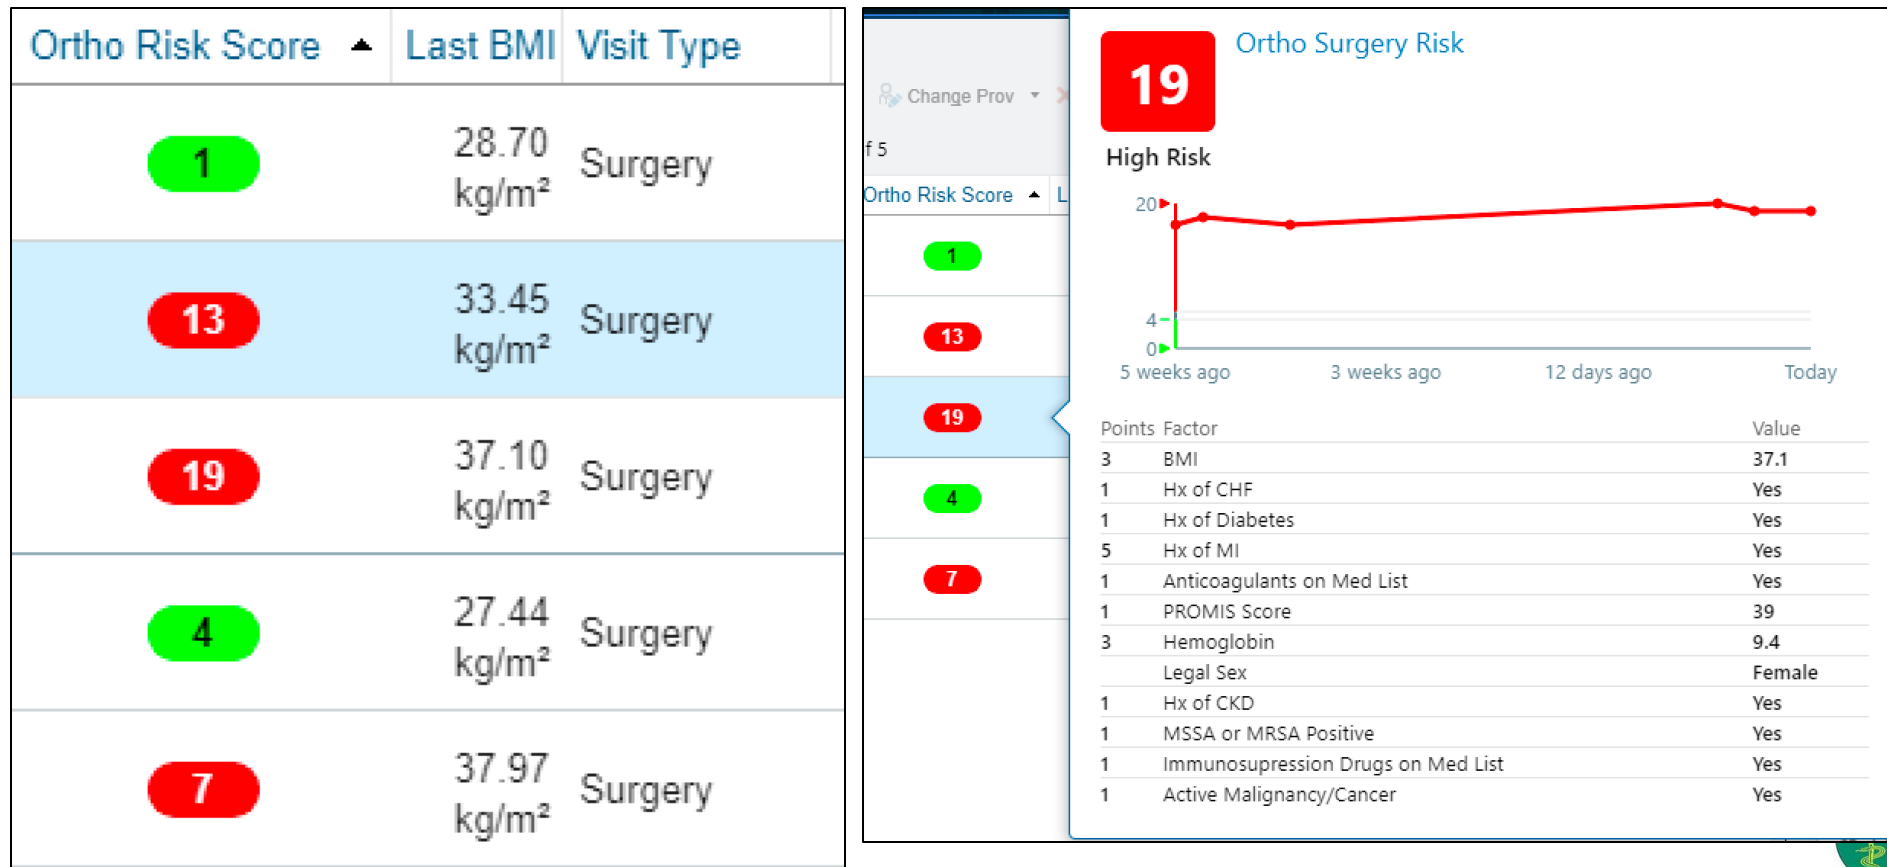 Ortho Risk Score Last BMI Visit Type
1 28.70 kg/m² Surgery
13 33.45 kg/m² Surgery
19 37.10 kg/m² Surgery
4 27.44 kg/m² Surgery
7 37.97 kg/m² Surgery
Change Prov
f 5
Ortho Risk Score L
1
13
19
4
7
19 Ortho Surgery Risk
High Risk
20
4
0
5 weeks ago 3 weeks ago 12 days ago Today
Points Factor Value
3 BMI 37.1
1 Hx of CHF Yes
1 Hx of Diabetes Yes
5 Hx of MI Yes
1 Anticoagulants on Med List Yes
1 PROMIS Score 39
3 Hemoglobin 9.4
Legal Sex Female
1 Hx of CKD Yes
1 MSSA or MRSA Positive Yes
1 Immunosupression Drugs on Med List Yes
1 Active Malignancy/Cancer Yes